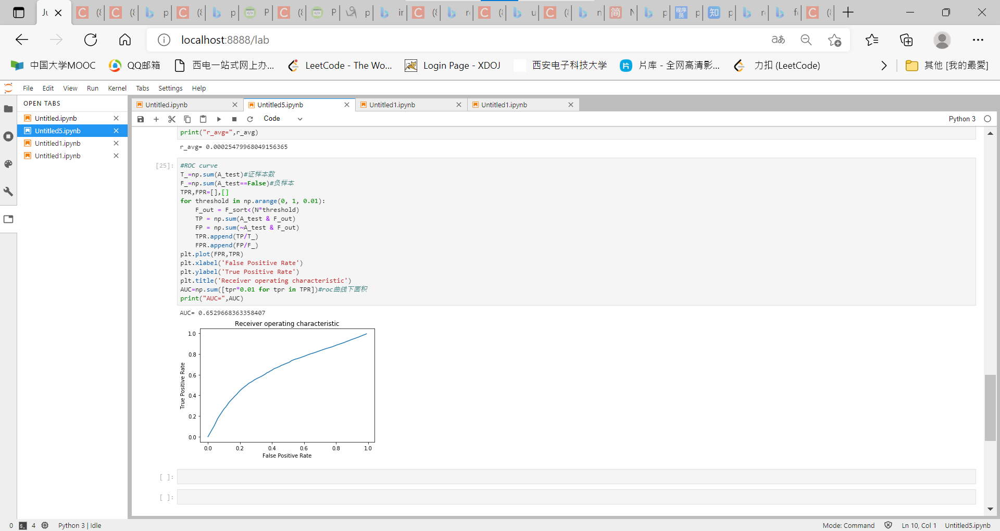 Ju
localhost:8888/lab
中国大学MOOC
QQ邮箱
西电一站式网上办...
LeetCode - The Wo...
Login Page - XDOJ
西安电子科技大学
片库 - 全网高清影...
力扣 (LeetCode)
其他 [我的最愛]
File Edit View Run Kernel Tabs Settings Help
OPEN TABS
Untitled.ipynb
Untitled5.ipynb
Untitled1.ipynb
Untitled1.ipynb
Untitled.ipynb
Untitled5.ipynb
Untitled1.ipynb
Untitled1.ipynb
Code
Python 3
print("r_avg=",r_avg)
r_avg= 0.00025479968049156365
[25]:
#ROC curve
T_=np.sum(A_test)#证样本数
F_=np.sum(A_test==False)#负样本
TPR,FPR=[],[]
for threshold in np.arange(0, 1, 0.01):
    F_out = F_sort<(N*threshold)
    TP = np.sum(A_test & F_out)
    FP = np.sum(~A_test & F_out)
    TPR.append(TP/T_)
    FPR.append(FP/F_)
plt.plot(FPR,TPR)
plt.xlabel('False Positive Rate')
plt.ylabel('True Positive Rate')
plt.title('Receiver operating characteristic')
AUC=np.sum([tpr*0.01 for tpr in TPR])#roc曲线下面积
print("AUC=",AUC)
AUC= 0.6529668363358407
Receiver operating characteristic
True Positive Rate
1.0
0.8
0.6
0.4
0.2
0.0
0.0 0.2 0.4 0.6 0.8 1.0
False Positive Rate
[ ]:
[ ]:
0
4
Python 3 | Idle
Mode: Command
Ln 10, Col 1
Untitled5.ipynb